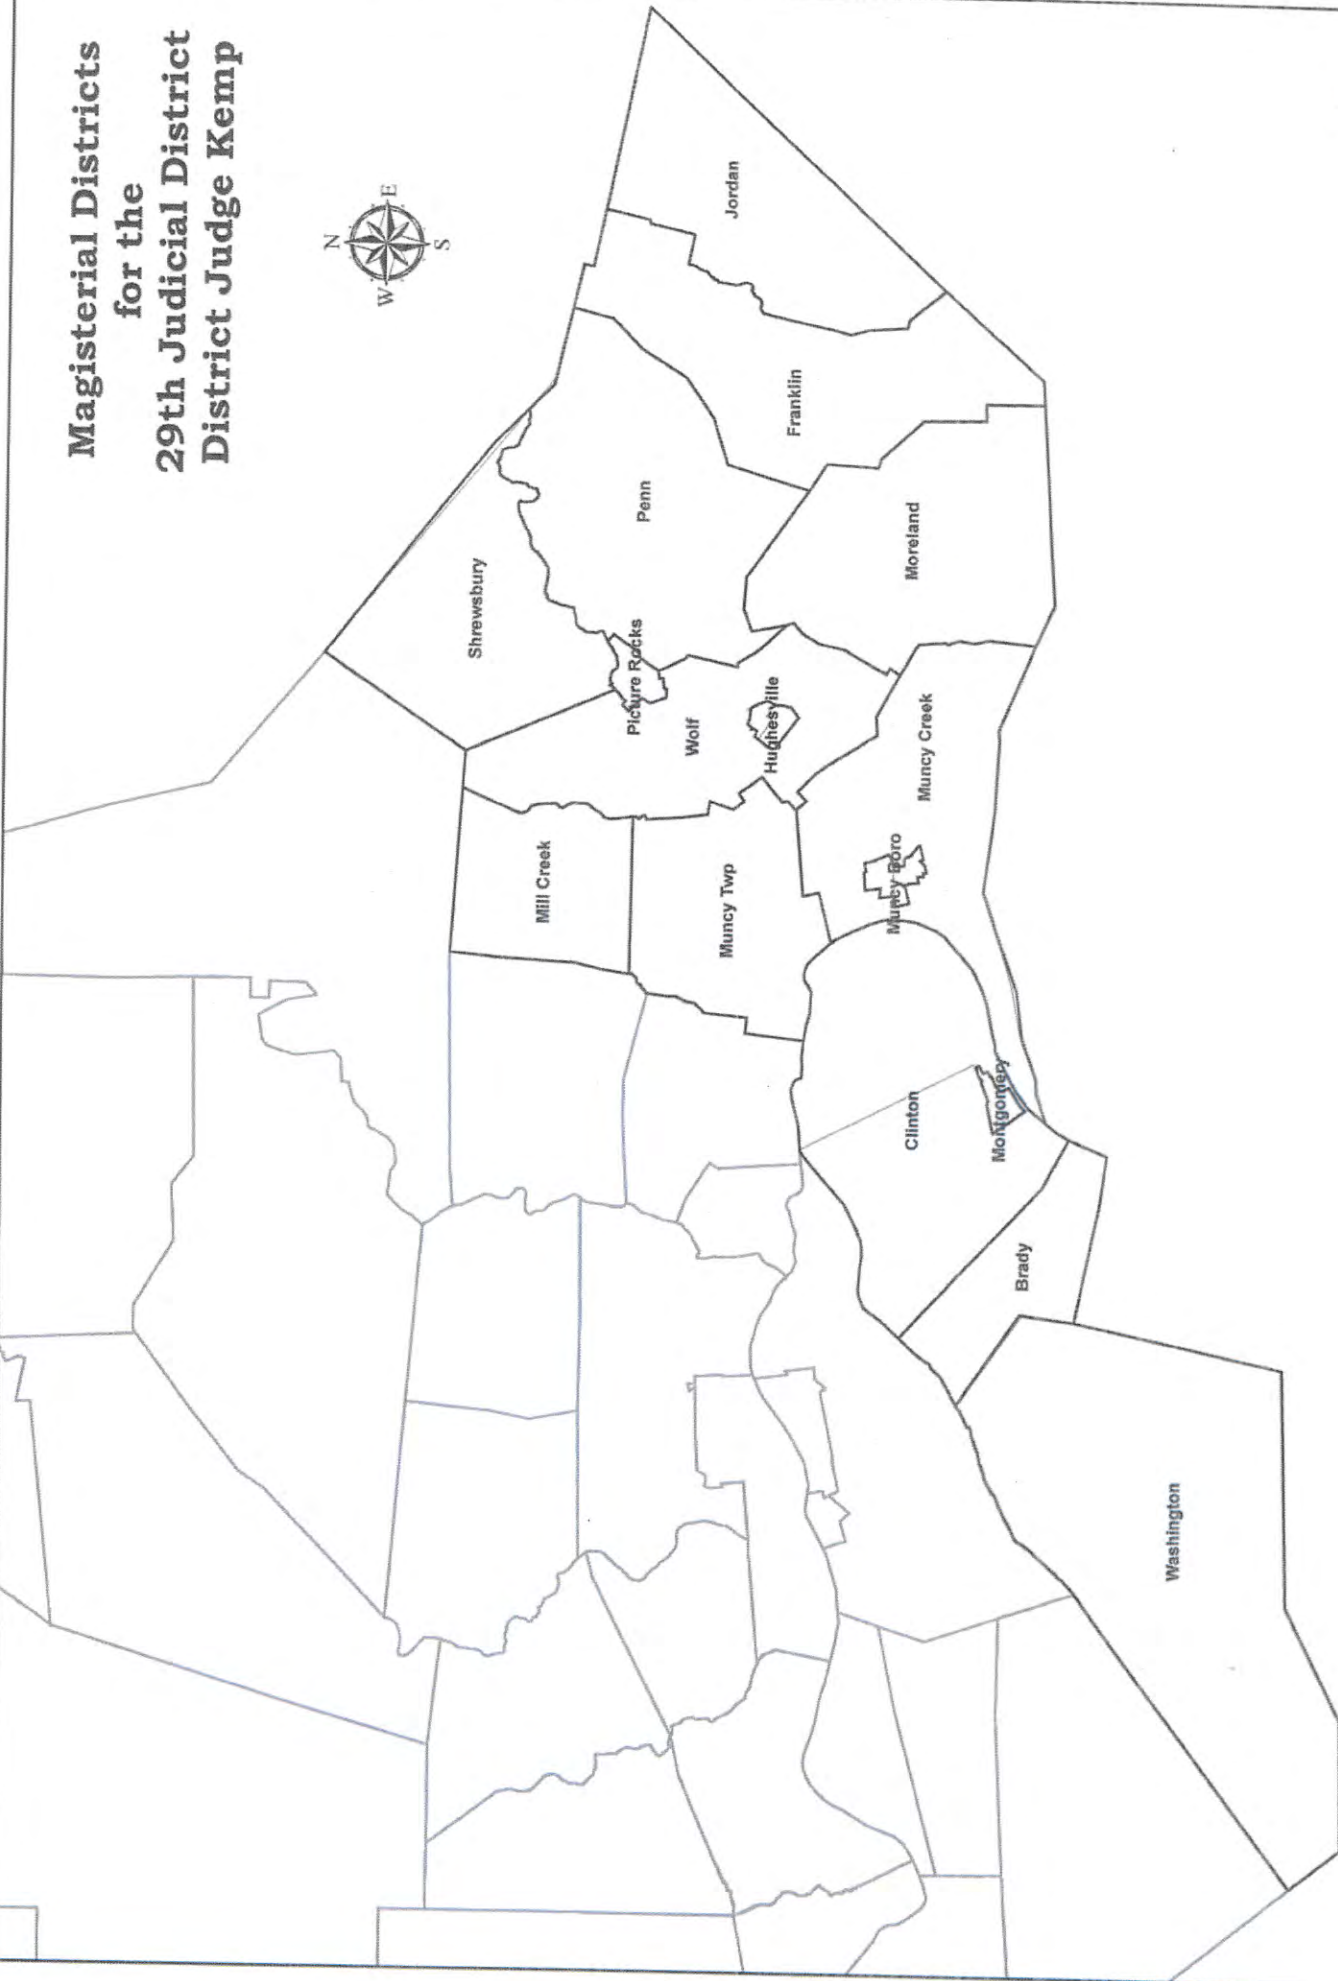 Magisterial Districts
for the
29th Judicial District
District Judge Kemp
N
W
E
S
Jordan
Franklin
Penn
Shrewsbury
Moreland
Picture Rocks
Wolf
Hughesville
Muncy Creek
Mill Creek
Muncy Twp
Muncy Boro
Clinton
Montgomery
Brady
Washington